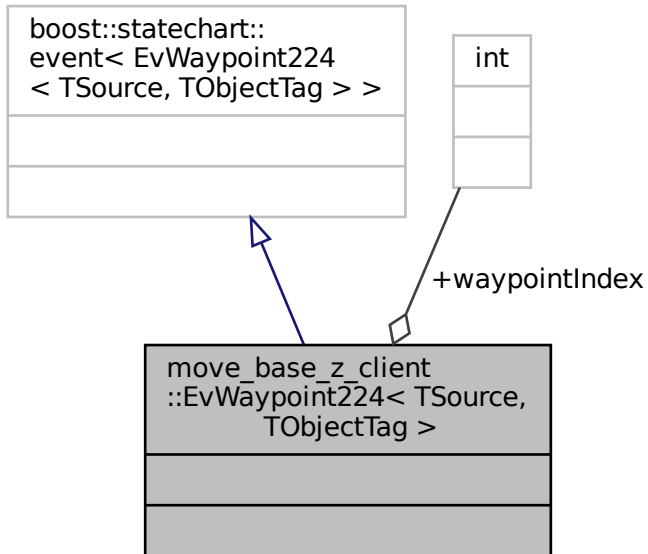 boost::statechart::
event< EvWaypoint224
< TSource, TObjectTag > >
int
+waypointIndex
move_base_z_client
::EvWaypoint224< TSource,
TObjectTag >